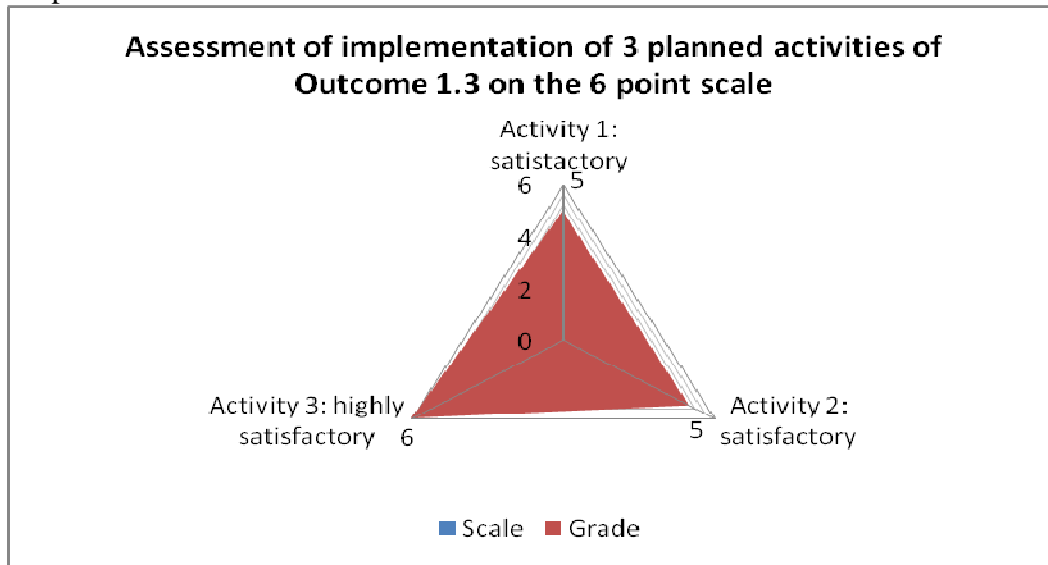 Assessment of implementation of 3 planned activities of
Outcome 1.3 on the 6 point scale
Activity 1:
satistactory
6 5
4
2
0
Activity 3: highly
satisfactory
6
Activity 2:
satisfactory
5
Scale Grade